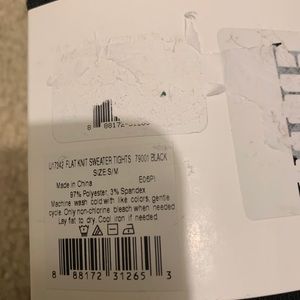 8 88172-31265
U17342 FLAT KNIT SWEATER TIGHTS 79001 BLACK
SIZE S/M
Made in China E05PI
97% Polyester, 3% Spandex
Machine wash cold with like colors, gentle
cycle. Only non-chlorine bleach when needed.
Lay flat to dry. Cool iron if needed.
8 88172 31265 3